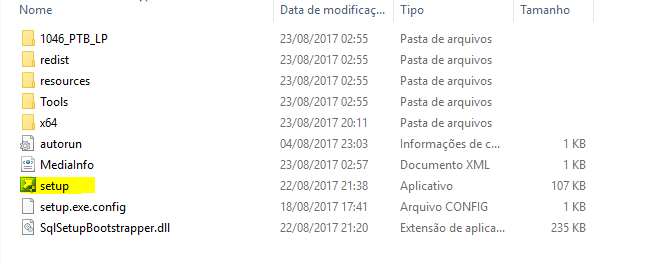 Nome Data de modificaç... Tipo Tamanho
1046_PTB_LP 23/08/2017 02:55 Pasta de arquivos
redist 23/08/2017 02:55 Pasta de arquivos
resources 23/08/2017 02:55 Pasta de arquivos
Tools 23/08/2017 02:55 Pasta de arquivos
x64 23/08/2017 20:11 Pasta de arquivos
autorun 04/08/2017 23:03 Informações de c... 1 KB
MediaInfo 23/08/2017 02:57 Documento XML 1 KB
setup 22/08/2017 21:38 Aplicativo 107 KB
setup.exe.config 18/08/2017 17:41 Arquivo CONFIG 1 KB
SqlSetupBootstrapper.dll 22/08/2017 21:20 Extensão de aplica... 235 KB